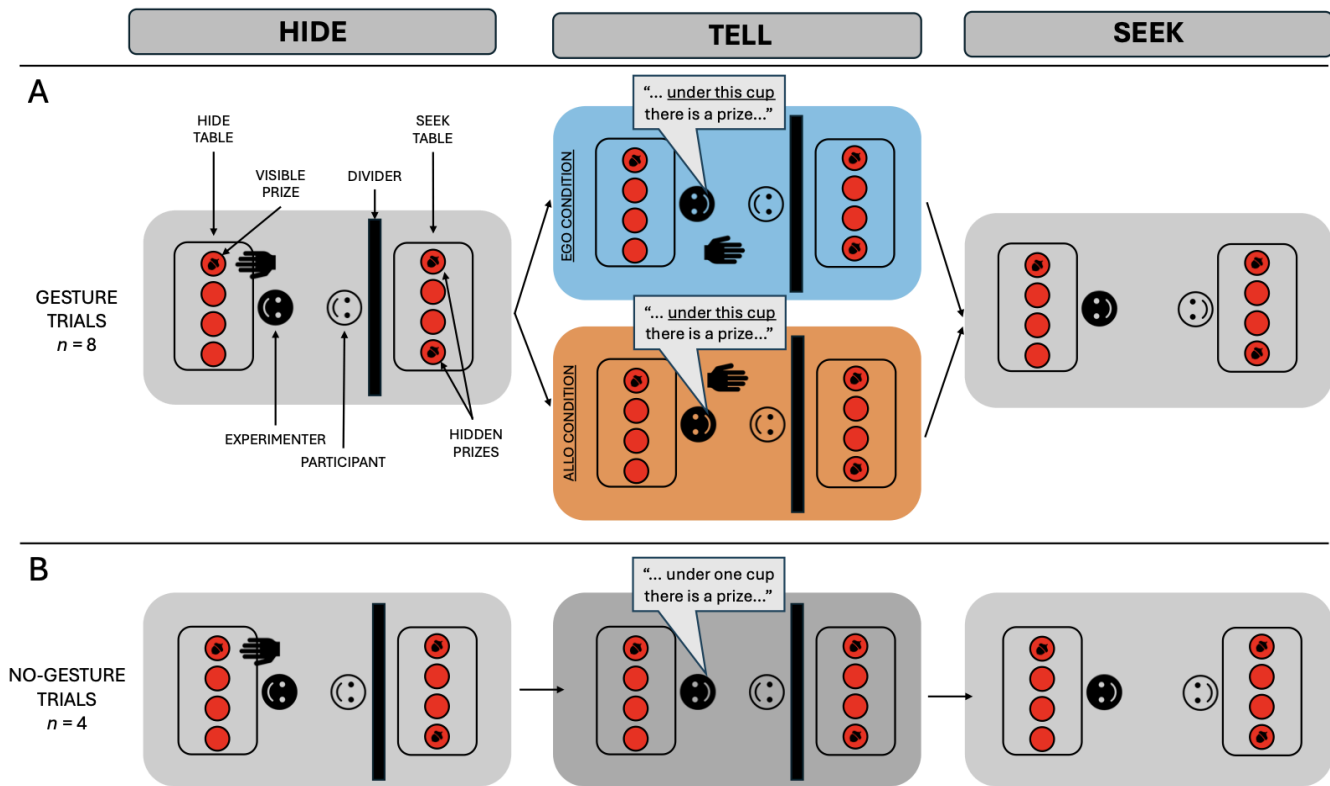 HIDE
TELL
SEEK
A
HIDE
TABLE
VISIBLE
PRIZE
DIVIDER
SEEK
TABLE
GESTURE
TRIALS
n = 8
EXPERIMENTER
PARTICIPANT
HIDDEN
PRIZES
“... under this cup
there is a prize...”
EGO CONDITION
“... under this cup
there is a prize...”
ALLO CONDITION
B
NO-GESTURE
TRIALS
n = 4
“... under one cup
there is a prize...”